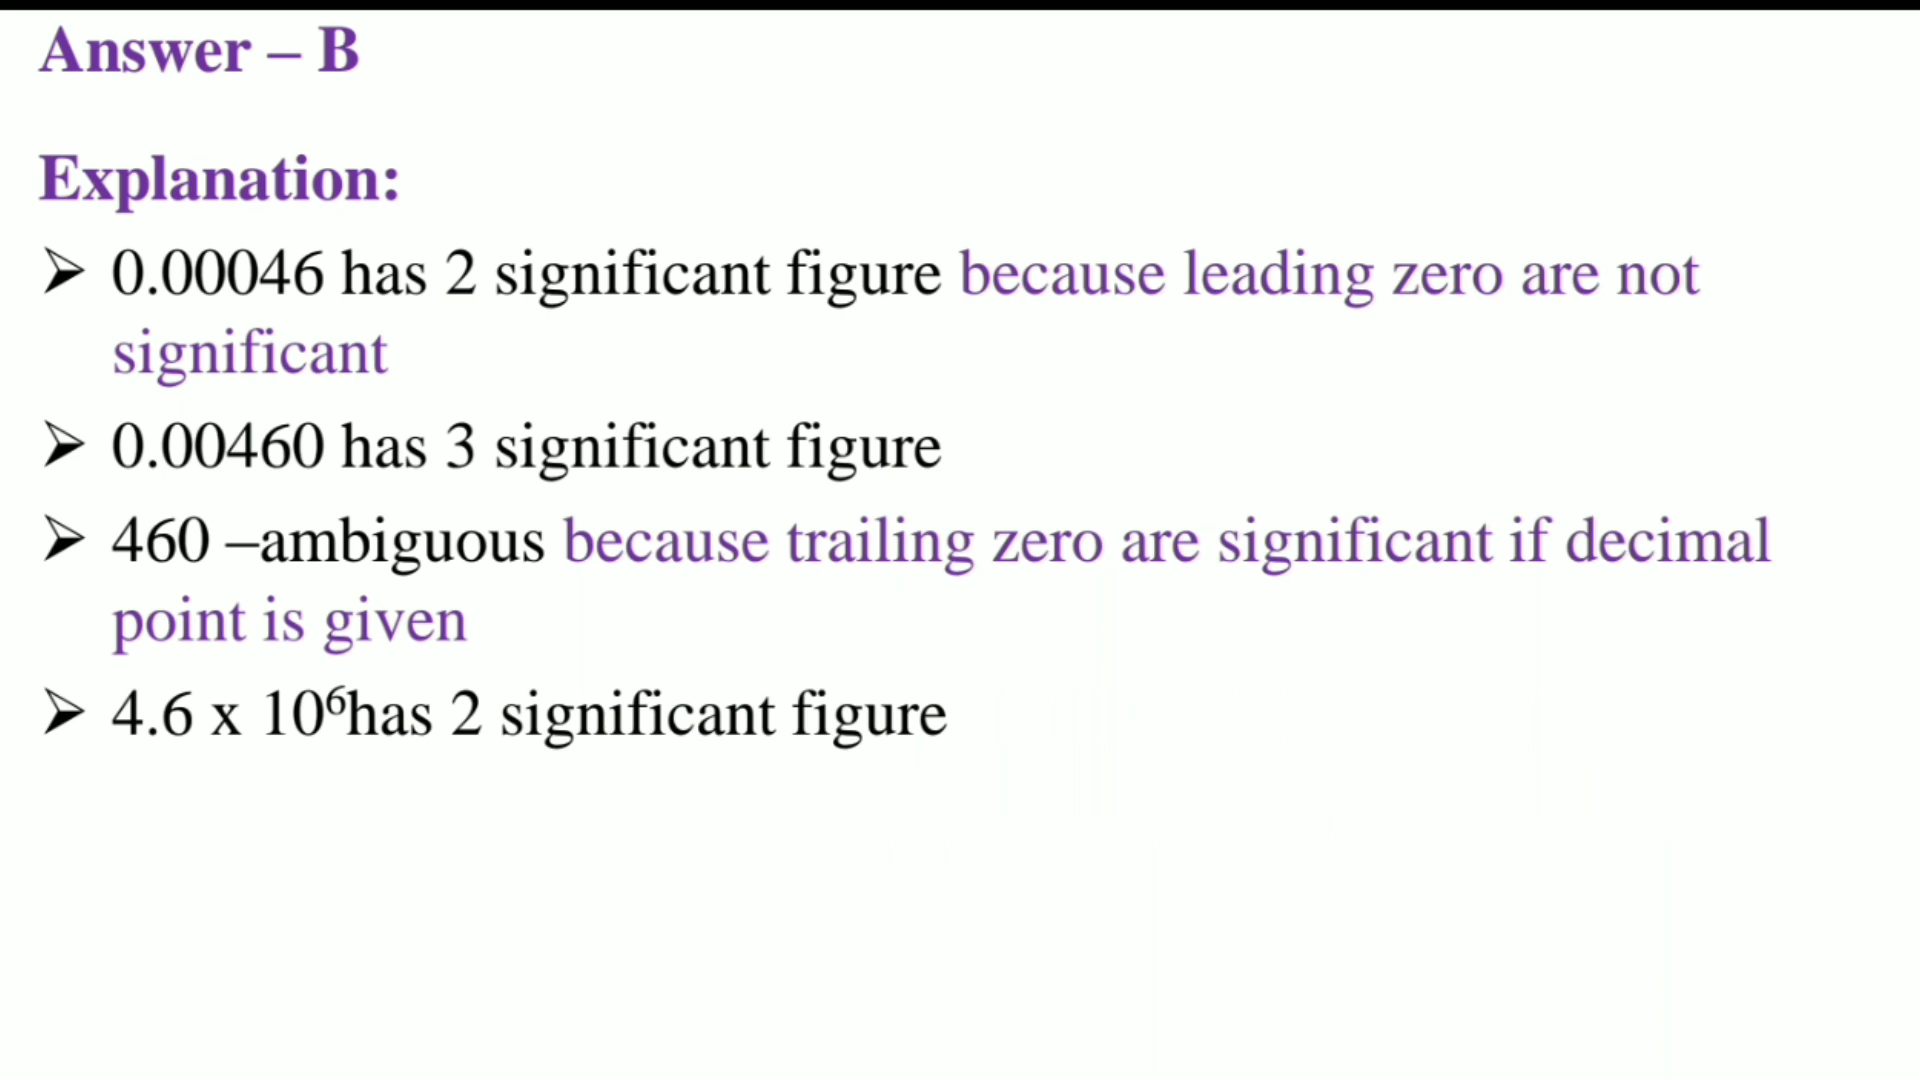 Answer – B
Explanation:
➢ 0.00046 has 2 significant figure because leading zero are not
significant
➢ 0.00460 has 3 significant figure
➢ 460 –ambiguous because trailing zero are significant if decimal
point is given
➢ 4.6 x 10⁶has 2 significant figure